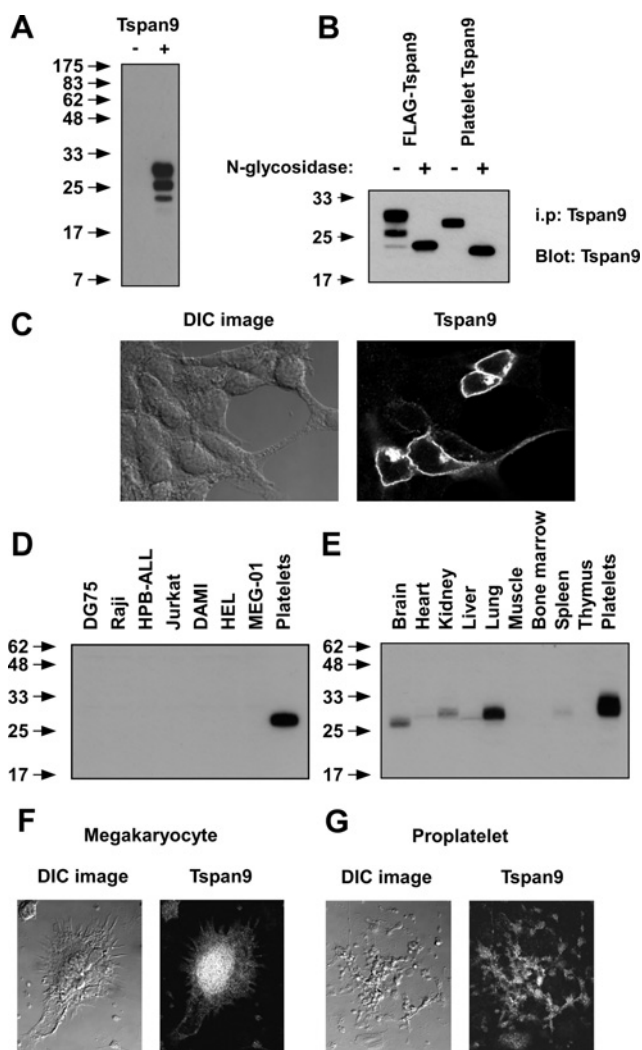 A
Tspan9
- +
175
83
62
48
33
25
17
7
B
FLAG-Tspan9
Platelet Tspan9
N-glycosidase: - + - +
33
25
17
i.p: Tspan9
Blot: Tspan9
C
DIC image
Tspan9
D
DG75
Raji
HPB-ALL
Jurkat
DAMI
HEL
MEG-01
Platelets
62
48
33
25
17
E
Brain
Heart
Kidney
Liver
Lung
Muscle
Bone marrow
Spleen
Thymus
Platelets
62
48
33
25
17
F
Megakaryocyte
DIC image
Tspan9
G
Proplatelet
DIC image
Tspan9